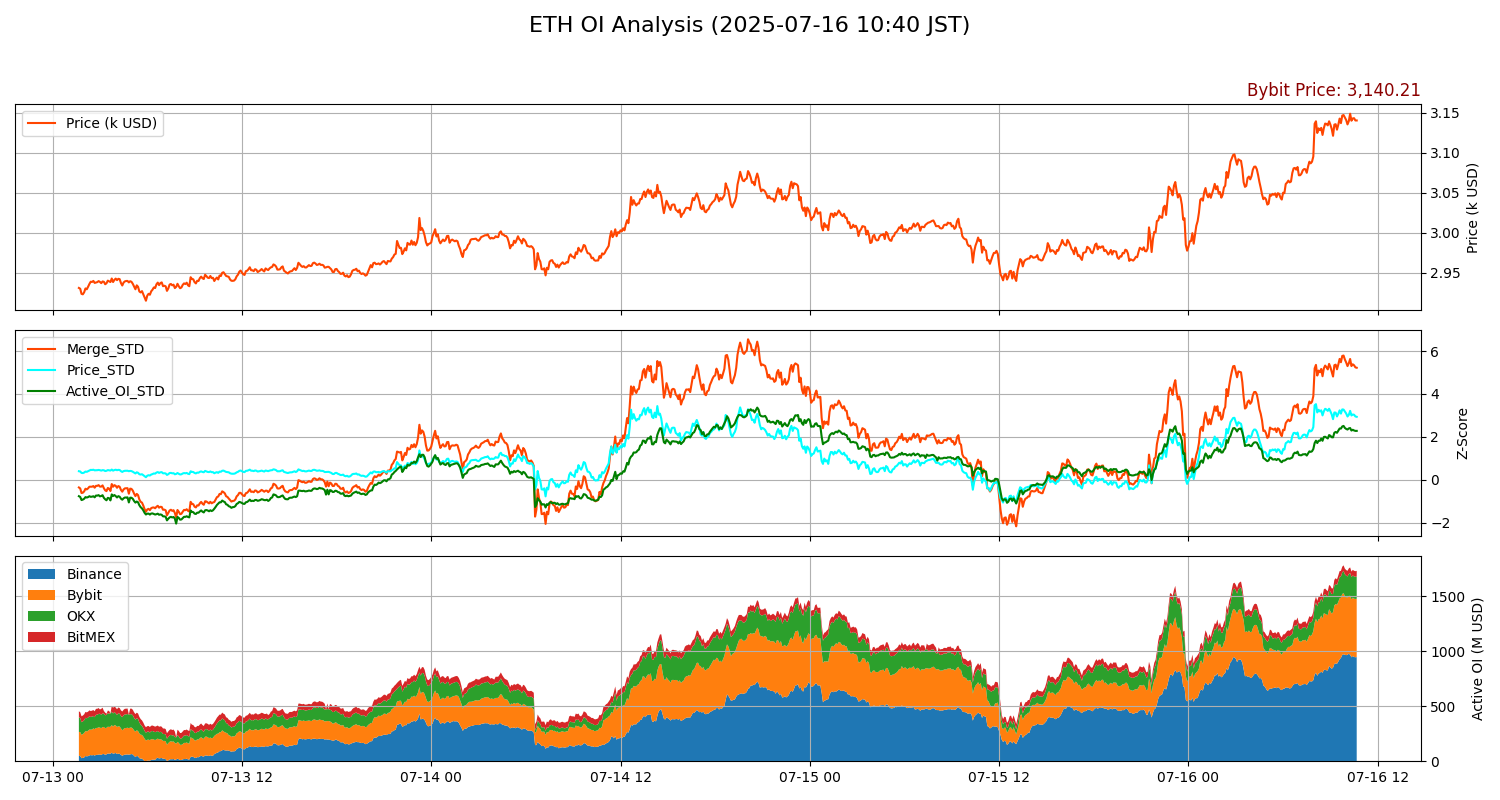 ETH OI Analysis (2025-07-16 10:40 JST)
Bybit Price: 3,140.21
Price (k USD)
3.15
3.10
3.05
3.00
2.95
Price (k USD)
Merge_STD
Price_STD
Active_OI_STD
6
4
2
0
−2
Z-Score
Binance
Bybit
OKX
BitMEX
1500
1000
500
0
Active OI (M USD)
07-13 00 07-13 12 07-14 00 07-14 12 07-15 00 07-15 12 07-16 00 07-16 12